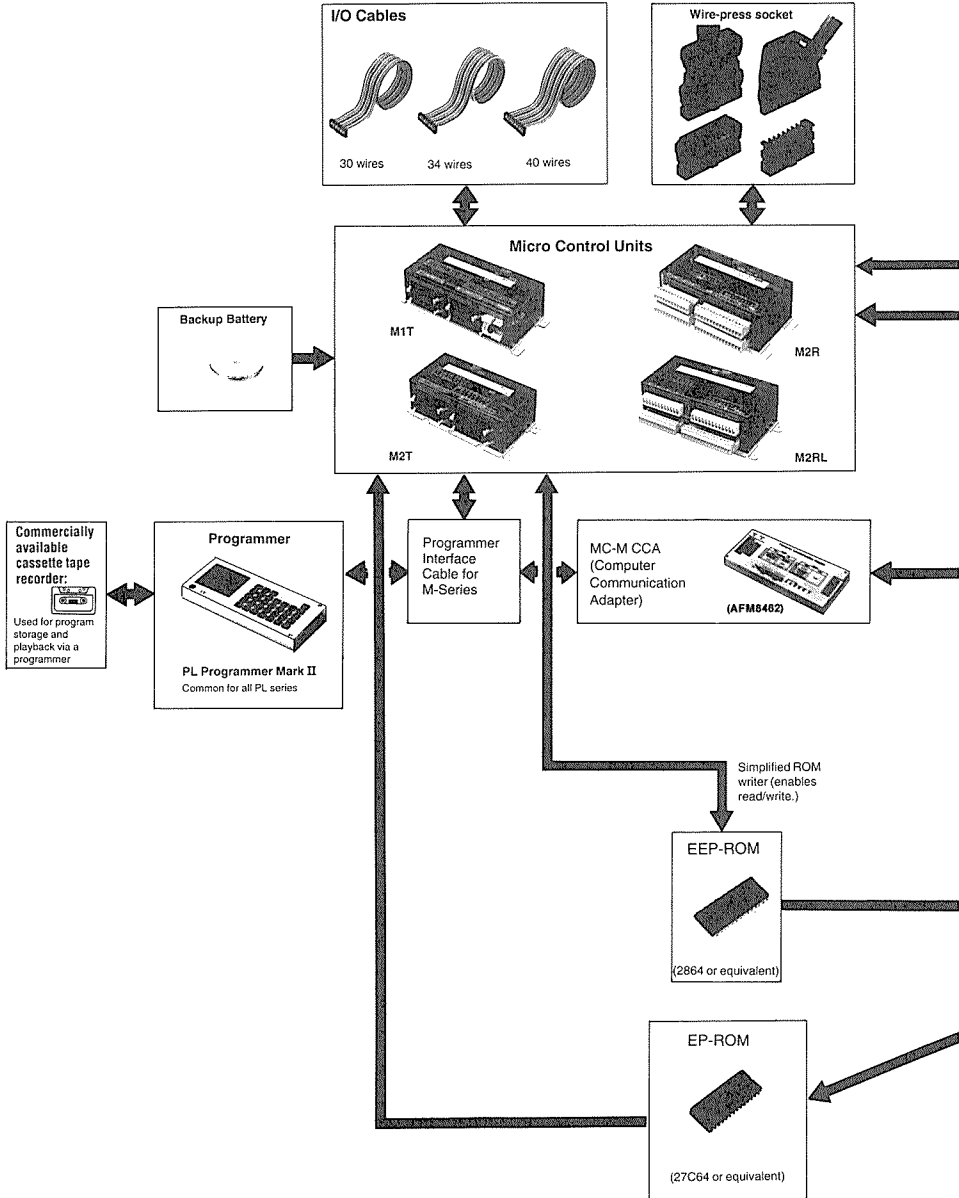 I/O Cables
30 wires
34 wires
40 wires
Wire-press socket
Micro Control Units
M1T
M2R
M2T
M2RL
Backup Battery
Commercially
available
cassette tape
recorder:
Used for program
storage and
playback via a
programmer
Programmer
PL Programmer Mark II
Common for all PL series
Programmer
Interface
Cable for
M-Series
MC-M CCA
(Computer
Communication
Adapter)
(AFM8462)
Simplified ROM
writer (enables
read/write.)
EEP-ROM
(2864 or equivalent)
EP-ROM
(27C64 or equivalent)